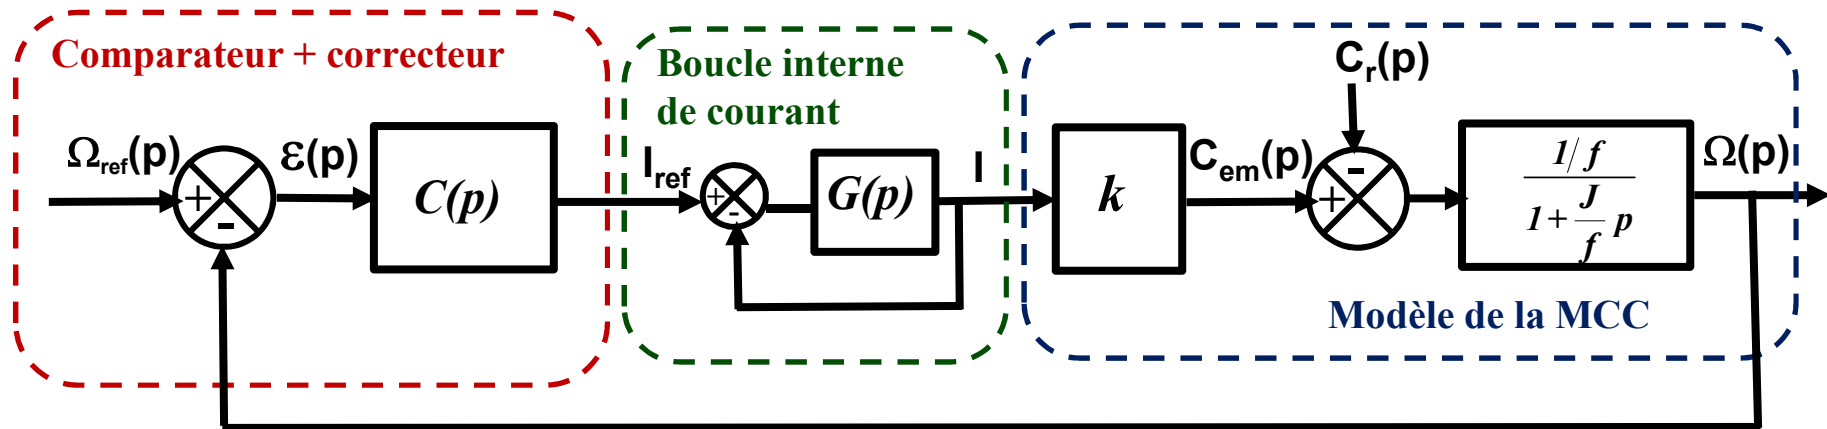 Comparateur + correcteur
Boucle interne
de courant
Cr(p)
Ωref(p)
+
-
ε(p)
C(p)
Iref
+
-
G(p)
I
k
Cem(p)
-
+
1/f
1+ J/f p
Ω(p)
Modèle de la MCC